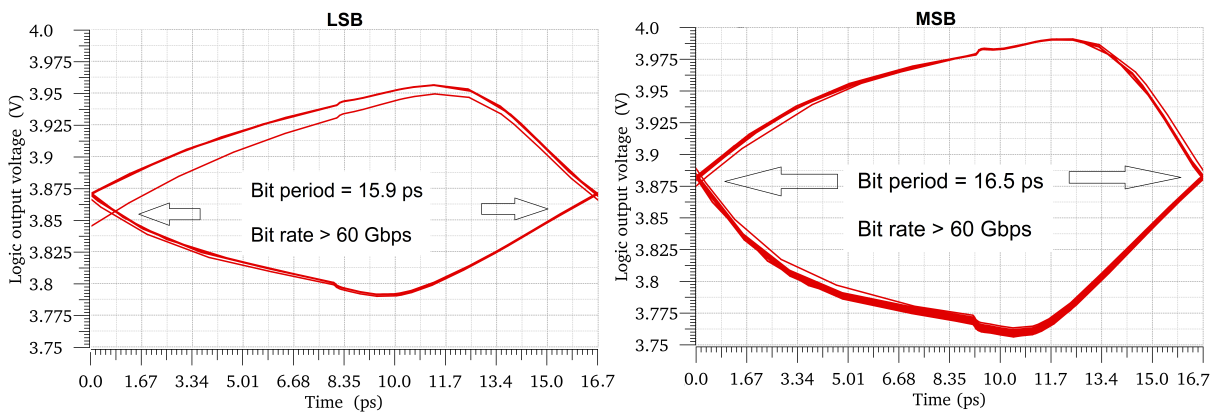 LSB
4.0
3.975
3.95
3.925
3.9
3.875
3.85
3.825
3.8
3.775
3.75
Logic output voltage (V)
Bit period = 15.9 ps
Bit rate > 60 Gbps
0.0 1.67 3.34 5.01 8.35 10.0 11.7 13.4 15.0 16.7
Time (ps)
MSB
4.0
3.975
3.95
3.925
3.9
3.875
3.85
3.825
3.8
3.775
3.75
Logic output voltage (V)
Bit period = 16.5 ps
Bit rate > 60 Gbps
0.0 1.67 3.34 5.01 8.35 10.0 11.7 13.4 15.0 16.7
Time (ps)